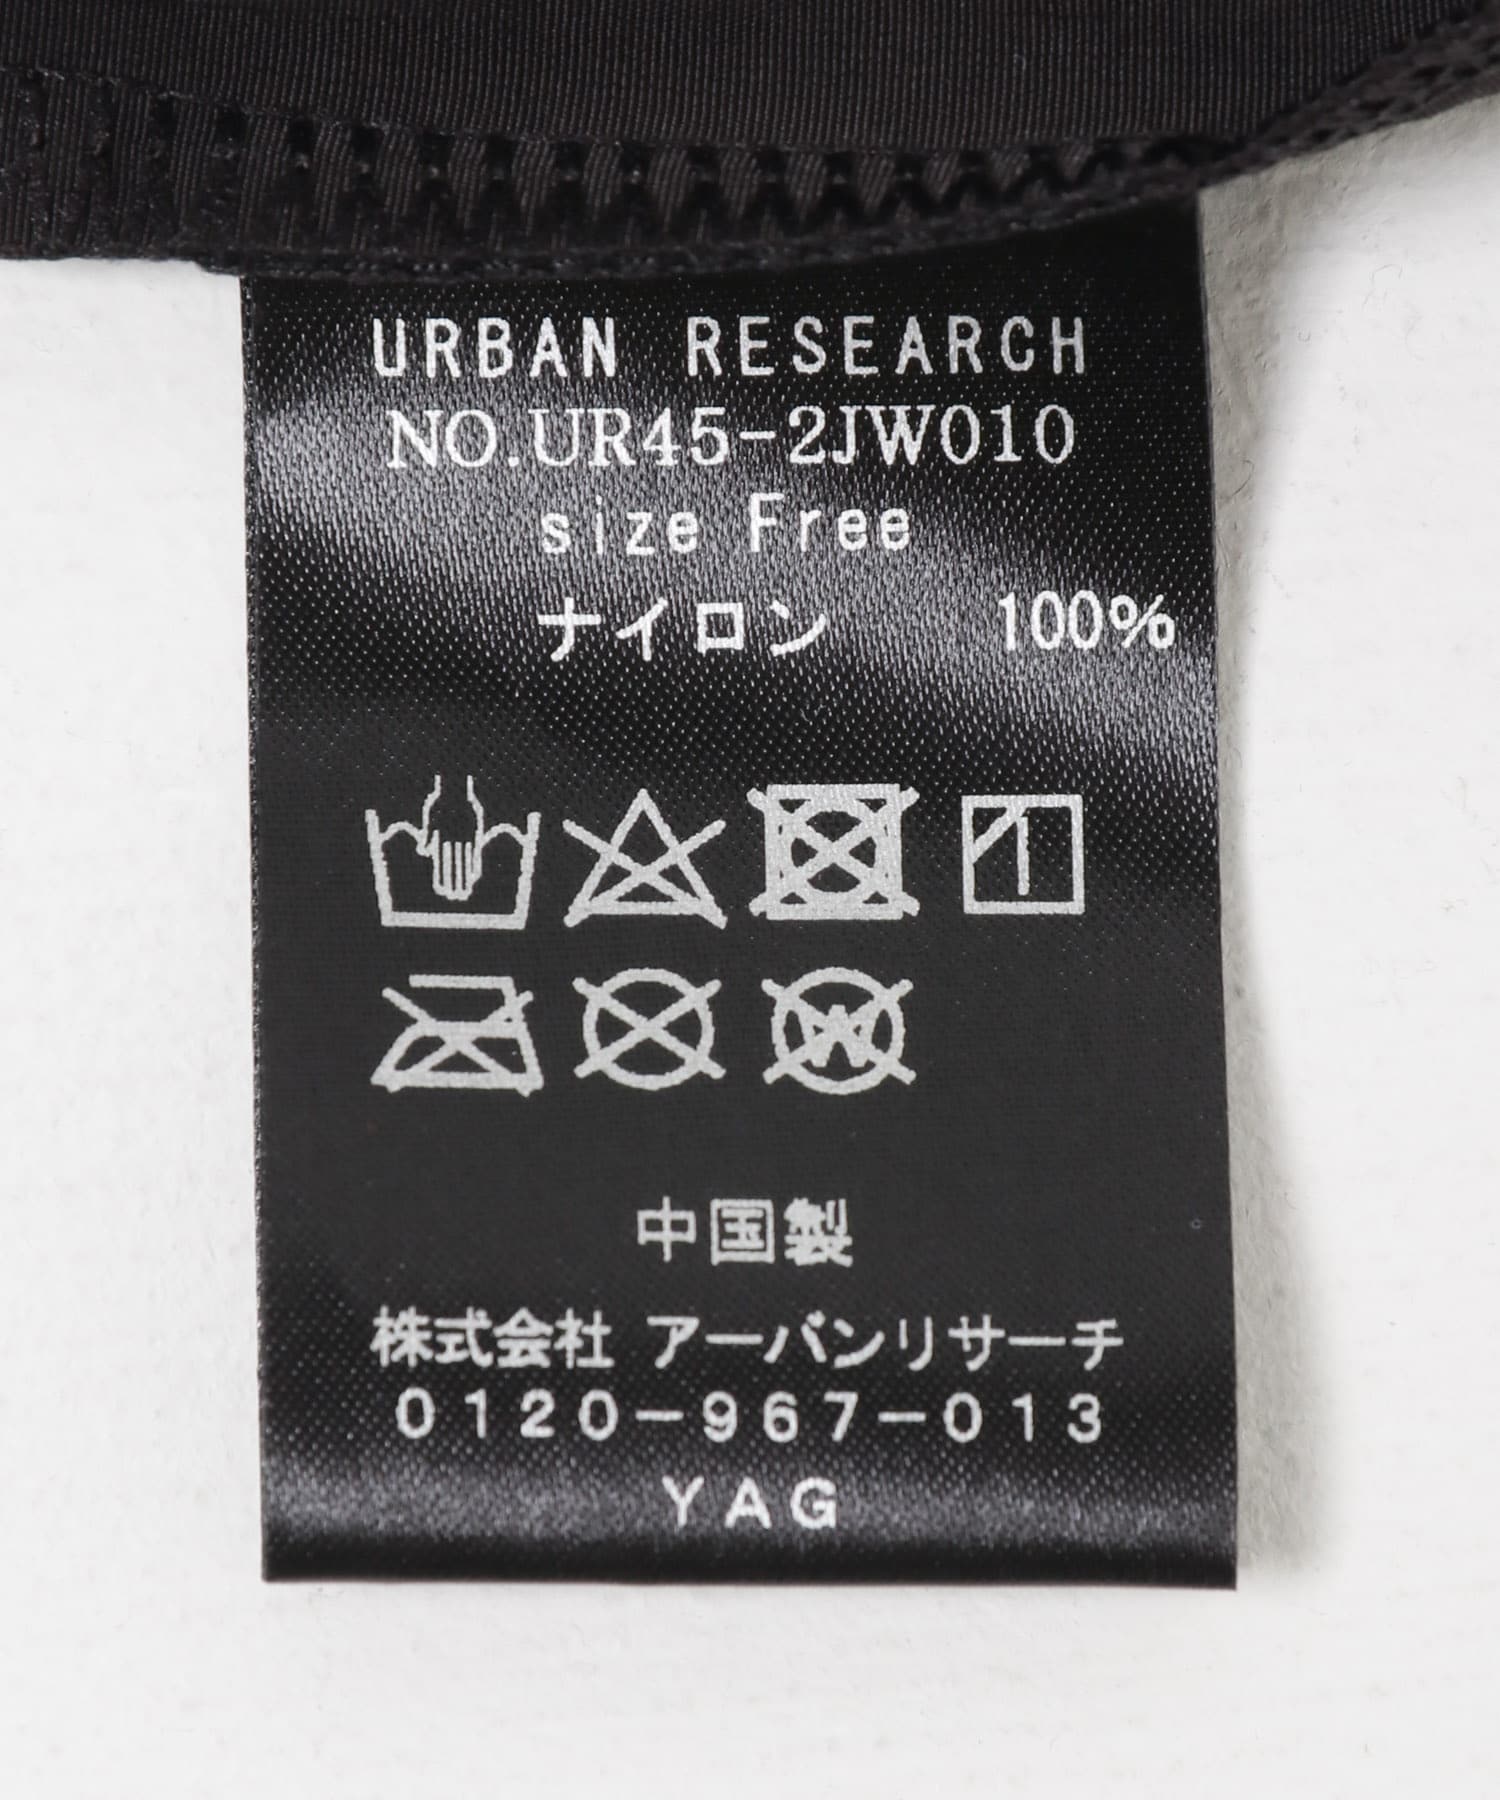 URBAN RESEARCH
NO.UR45-2JW010
size Free
ナイロン 100%
中国製
株式会社 アーバンリサーチ
0120-967-013
YAG